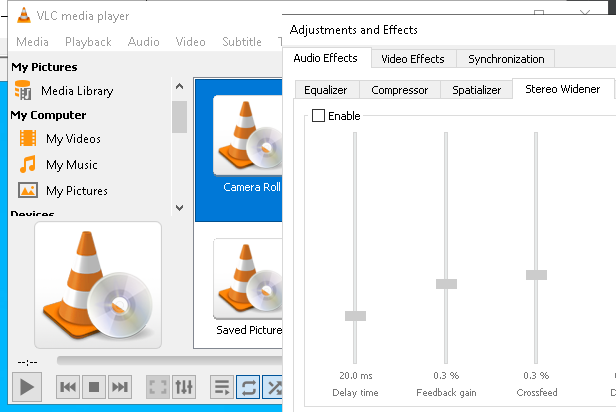 VLC media player
Media Playback Audio Video Subtitle
My Pictures
Media Library
My Computer
My Videos
My Music
My Pictures
Devices
Camera Roll
Saved Picture
--:--
Adjustments and Effects
Audio Effects Video Effects Synchronization
Equalizer Compressor Spatializer Stereo Widener
Enable
20.0 ms 0.3 % 0.3 %
Delay time Feedback gain Crossfeed